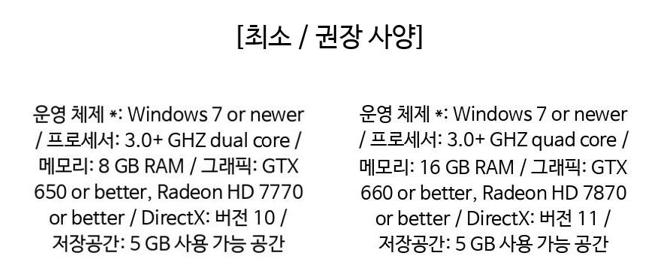 [최소 / 권장 사양]
운영 체제 *: Windows 7 or newer
/ 프로세서: 3.0+ GHZ dual core /
메모리: 8 GB RAM / 그래픽: GTX
650 or better, Radeon HD 7770
or better / DirectX: 버전 10 /
저장공간: 5 GB 사용 가능 공간
운영 체제 *: Windows 7 or newer
/ 프로세서: 3.0+ GHZ quad core /
메모리: 16 GB RAM / 그래픽: GTX
660 or better, Radeon HD 7870
or better / DirectX: 버전 11 /
저장공간: 5 GB 사용 가능 공간